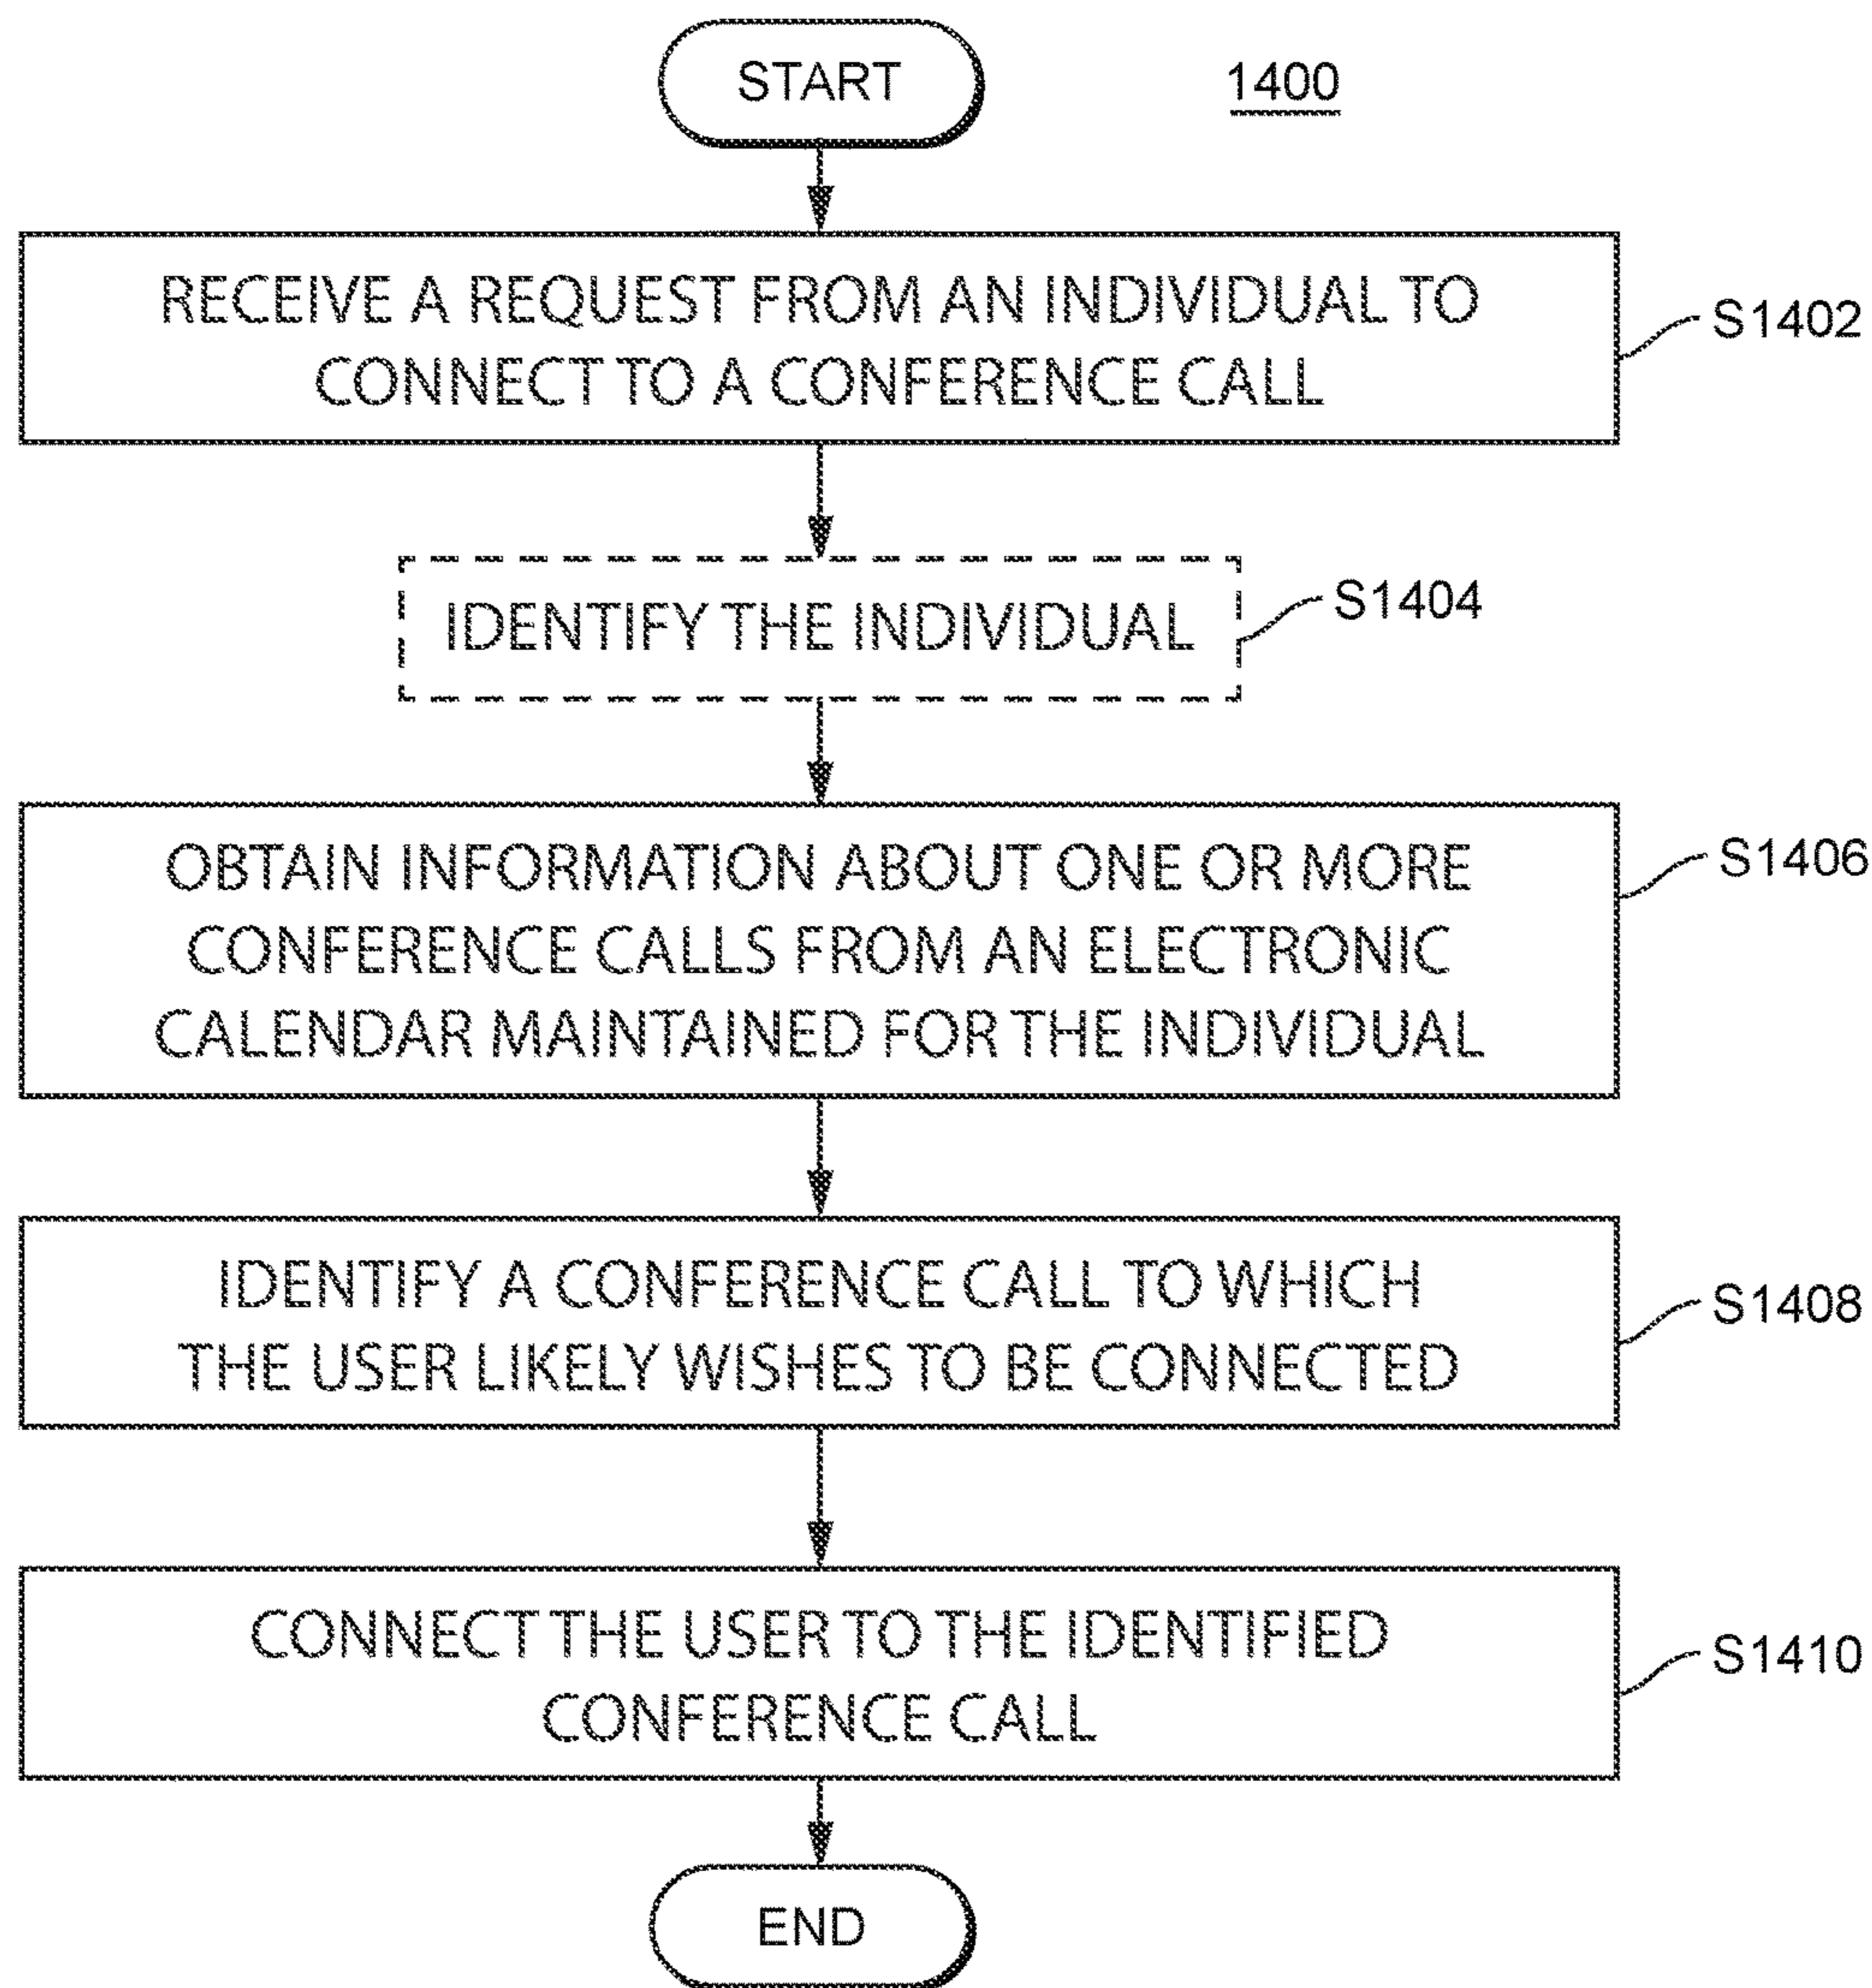 START
1400
RECEIVE A REQUEST FROM AN INDIVIDUAL TO
CONNECT TO A CONFERENCE CALL
S1402
IDENTIFY THE INDIVIDUAL
S1404
OBTAIN INFORMATION ABOUT ONE OR MORE
CONFERENCE CALLS FROM AN ELECTRONIC
CALENDAR MAINTAINED FOR THE INDIVIDUAL
S1406
IDENTIFY A CONFERENCE CALL TO WHICH
THE USER LIKELY WISHES TO BE CONNECTED
S1408
CONNECT THE USER TO THE IDENTIFIED
CONFERENCE CALL
S1410
END